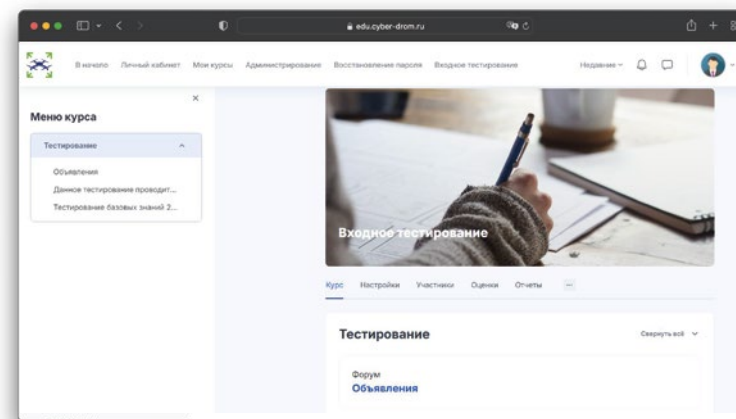 edu.cyber-drom.ru
В начало Личный кабинет Мои курсы Администрирование Восстановление пароля Входное тестирование Недавние
Меню курса
Тестирование
Объявления
Данное тестирование проводит...
Тестирование базовых знаний 2...
Входное тестирование
Курс Настройки Участники Оценки Отчеты
Тестирование
Свернуть всё
Форум
Объявления